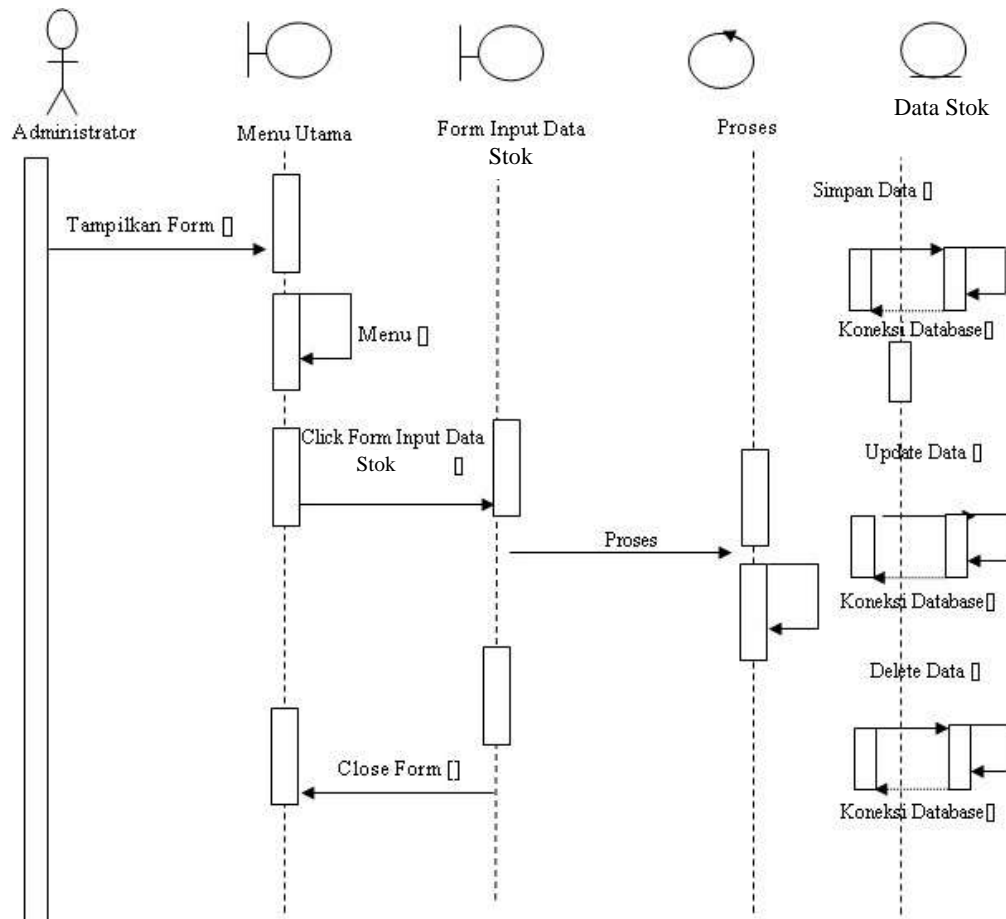 Administrator
Menu Utama
Form Input Data
Stok
Proses
Data Stok
Simpan Data []
Tampilkan Form []
Koneksi Database[]
Menu []
Click Form Input Data
Stok []
Update Data []
Proses
Koneksi Database[]
Delete Data []
Close Form []
Koneksi Database[]